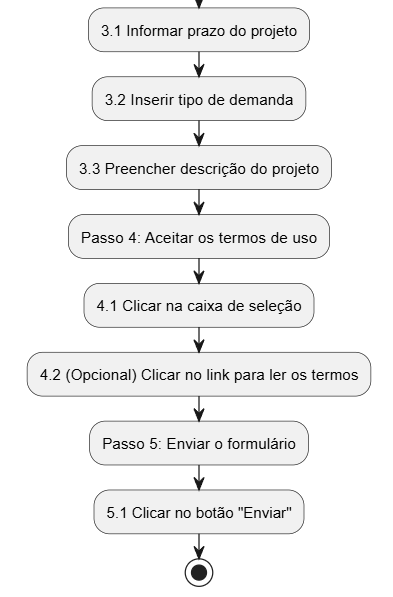 3.1 Informar prazo do projeto
3.2 Inserir tipo de demanda
3.3 Preencher descrição do projeto
Passo 4: Aceitar os termos de uso
4.1 Clicar na caixa de seleção
4.2 (Opcional) Clicar no link para ler os termos
Passo 5: Enviar o formulário
5.1 Clicar no botão "Enviar"